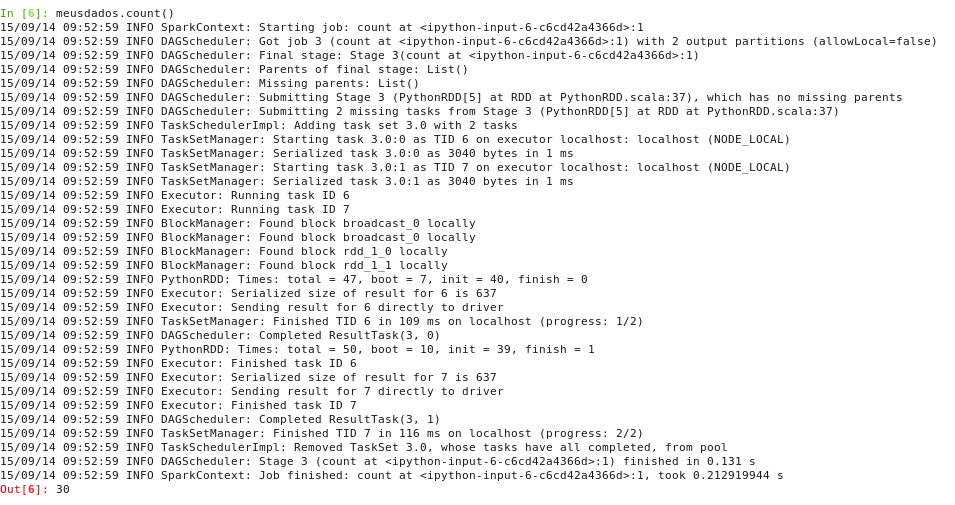 In [6]: meusdados.count()
15/09/14 09:52:59 INFO SparkContext: Starting job: count at <ipython-input-6-c6cd42a4366d>:1
15/09/14 09:52:59 INFO DAGScheduler: Got job 3 (count at <ipython-input-6-c6cd42a4366d>:1) with 2 output partitions (allowLocal=false)
15/09/14 09:52:59 INFO DAGScheduler: Final stage: Stage 3(count at <ipython-input-6-c6cd42a4366d>:1)
15/09/14 09:52:59 INFO DAGScheduler: Parents of final stage: List()
15/09/14 09:52:59 INFO DAGScheduler: Missing parents: List()
15/09/14 09:52:59 INFO DAGScheduler: Submitting Stage 3 (PythonRDD[5] at RDD at PythonRDD.scala:37), which has no missing parents
15/09/14 09:52:59 INFO DAGScheduler: Submitting 2 missing tasks from Stage 3 (PythonRDD[5] at RDD at PythonRDD.scala:37)
15/09/14 09:52:59 INFO TaskSchedulerImpl: Adding task set 3.0 with 2 tasks
15/09/14 09:52:59 INFO TaskSetManager: Starting task 3.0:0 as TID 6 on executor localhost: localhost (NODE_LOCAL)
15/09/14 09:52:59 INFO TaskSetManager: Serialized task 3.0:0 as 3040 bytes in 1 ms
15/09/14 09:52:59 INFO TaskSetManager: Starting task 3.0:1 as TID 7 on executor localhost: localhost (NODE_LOCAL)
15/09/14 09:52:59 INFO TaskSetManager: Serialized task 3.0:1 as 3040 bytes in 1 ms
15/09/14 09:52:59 INFO Executor: Running task ID 6
15/09/14 09:52:59 INFO Executor: Running task ID 7
15/09/14 09:52:59 INFO BlockManager: Found block broadcast_0 locally
15/09/14 09:52:59 INFO BlockManager: Found block broadcast_0 locally
15/09/14 09:52:59 INFO BlockManager: Found block rdd_1_0 locally
15/09/14 09:52:59 INFO BlockManager: Found block rdd_1_1 locally
15/09/14 09:52:59 INFO PythonRDD: Times: total = 47, boot = 7, init = 40, finish = 0
15/09/14 09:52:59 INFO Executor: Serialized size of result for 6 is 637
15/09/14 09:52:59 INFO Executor: Sending result for 6 directly to driver
15/09/14 09:52:59 INFO TaskSetManager: Finished TID 6 in 109 ms on localhost (progress: 1/2)
15/09/14 09:52:59 INFO DAGScheduler: Completed ResultTask(3, 0)
15/09/14 09:52:59 INFO PythonRDD: Times: total = 50, boot = 10, init = 39, finish = 1
15/09/14 09:52:59 INFO Executor: Finished task ID 6
15/09/14 09:52:59 INFO Executor: Serialized size of result for 7 is 637
15/09/14 09:52:59 INFO Executor: Sending result for 7 directly to driver
15/09/14 09:52:59 INFO Executor: Finished task ID 7
15/09/14 09:52:59 INFO DAGScheduler: Completed ResultTask(3, 1)
15/09/14 09:52:59 INFO TaskSetManager: Finished TID 7 in 116 ms on localhost (progress: 2/2)
15/09/14 09:52:59 INFO TaskSchedulerImpl: Removed TaskSet 3.0, whose tasks have all completed, from pool
15/09/14 09:52:59 INFO DAGScheduler: Stage 3 (count at <ipython-input-6-c6cd42a4366d>:1) finished in 0.131 s
15/09/14 09:52:59 INFO SparkContext: Job finished: count at <ipython-input-6-c6cd42a4366d>:1, took 0.212919944 s
Out[6]: 30